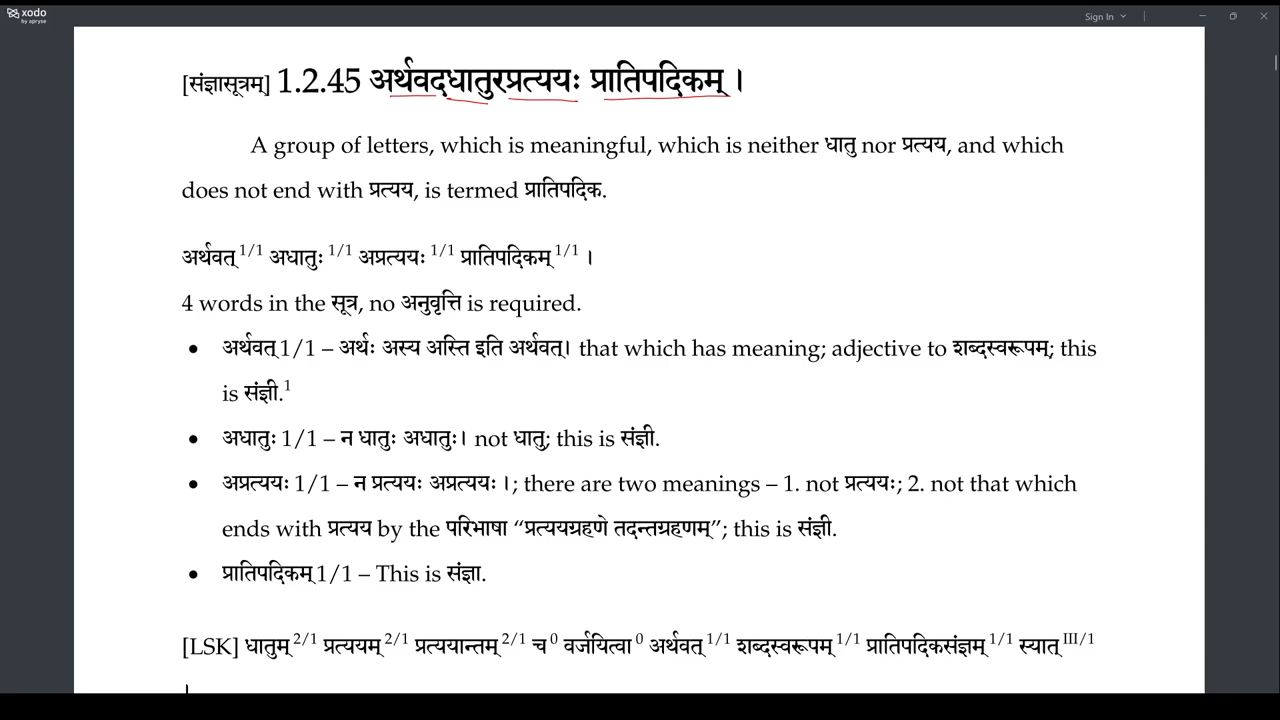 xodo
by apryse
Sign In
[संज्ञासूत्रम्] 1.2.45 अर्थवदधातुरप्रत्ययः प्रातिपदिकम् ।
A group of letters, which is meaningful, which is neither धातु nor प्रत्यय, and which
does not end with प्रत्यय, is termed प्रातिपदिक.
अर्थवत् 1/1 अधातुः 1/1 अप्रत्ययः 1/1 प्रातिपदिकम् 1/1 ।
4 words in the सूत्र, no अनुवृत्ति is required.
• अर्थवत् 1/1 – अर्थः अस्य अस्ति इति अर्थवत्। that which has meaning; adjective to शब्दस्वरूपम्; this
is संज्ञी.1
• अधातुः 1/1 – न धातुः अधातुः। not धातु; this is संज्ञी.
• अप्रत्ययः 1/1 – न प्रत्ययः अप्रत्ययः ।; there are two meanings – 1. not प्रत्ययः; 2. not that which
ends with प्रत्यय by the परिभाषा “प्रत्ययग्रहणे तदन्तग्रहणम्”; this is संज्ञी.
• प्रातिपदिकम् 1/1 – This is संज्ञा.
[LSK] धातुम् 2/1 प्रत्ययम् 2/1 प्रत्ययान्तम् 2/1 च 0 वर्जयित्वा 0 अर्थवत् 1/1 शब्दस्वरूपम् 1/1 प्रातिपदिकसंज्ञम् 1/1 स्यात् III/1
।